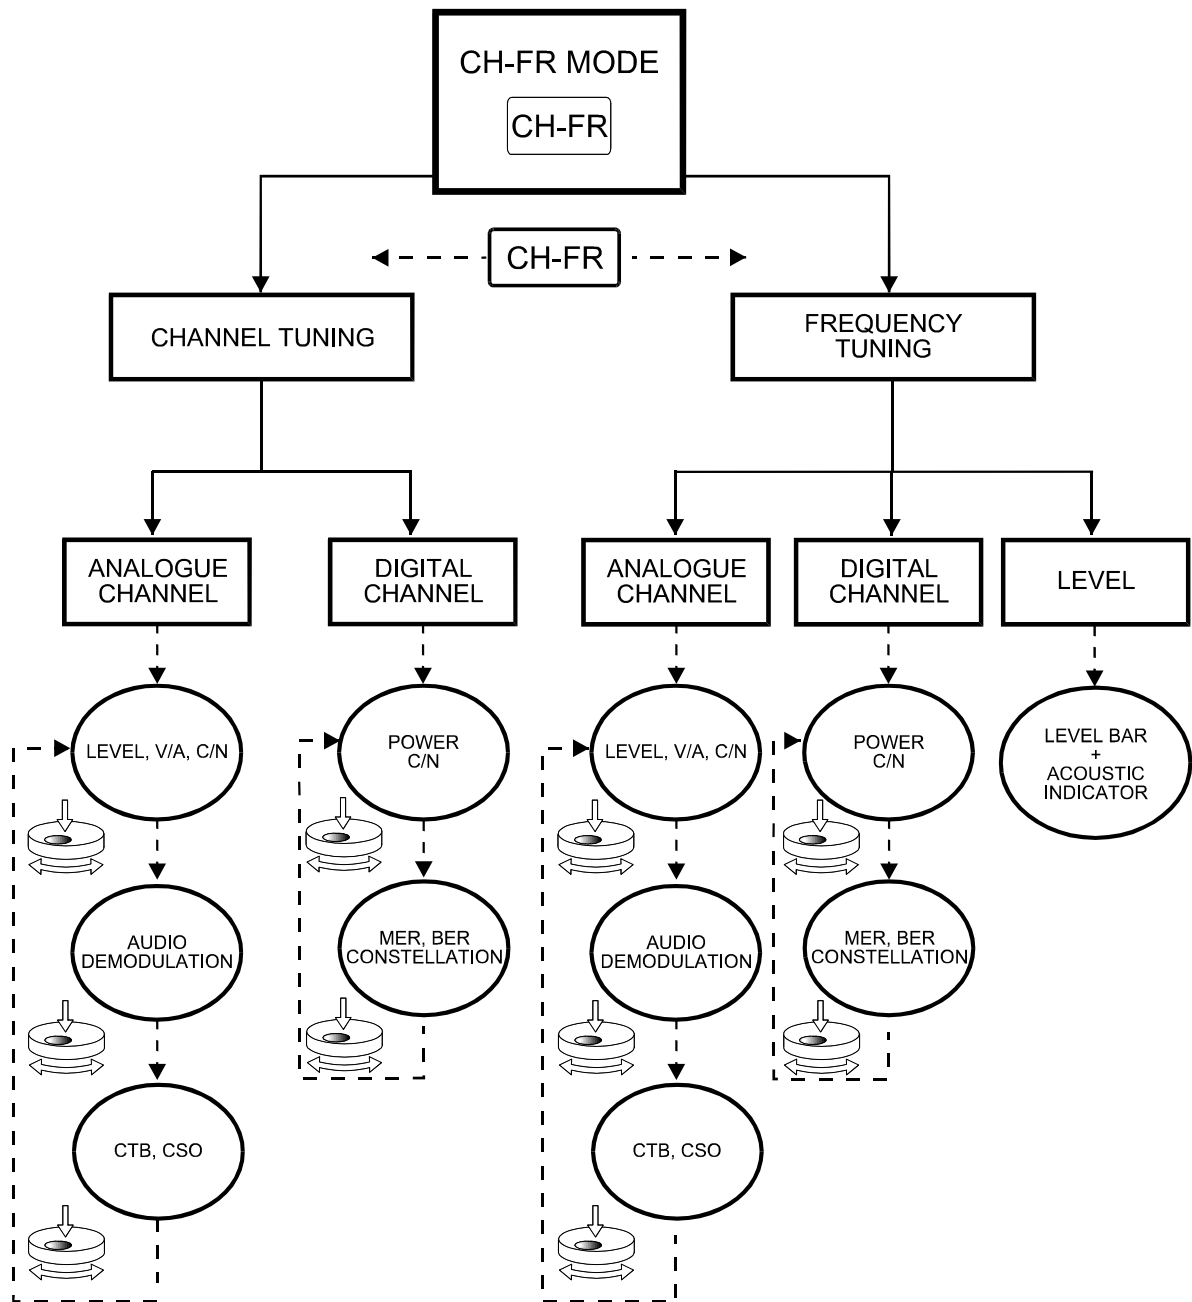 CH-FR MODE
CH-FR
CH-FR
CHANNEL TUNING
FREQUENCY
TUNING
ANALOGUE
CHANNEL
DIGITAL
CHANNEL
ANALOGUE
CHANNEL
DIGITAL
CHANNEL
LEVEL
LEVEL, V/A, C/N
POWER
C/N
LEVEL, V/A, C/N
POWER
C/N
LEVEL BAR
+
ACOUSTIC
INDICATOR
AUDIO
DEMODULATION
MER, BER
CONSTELLATION
AUDIO
DEMODULATION
MER, BER
CONSTELLATION
CTB, CSO
CTB, CSO